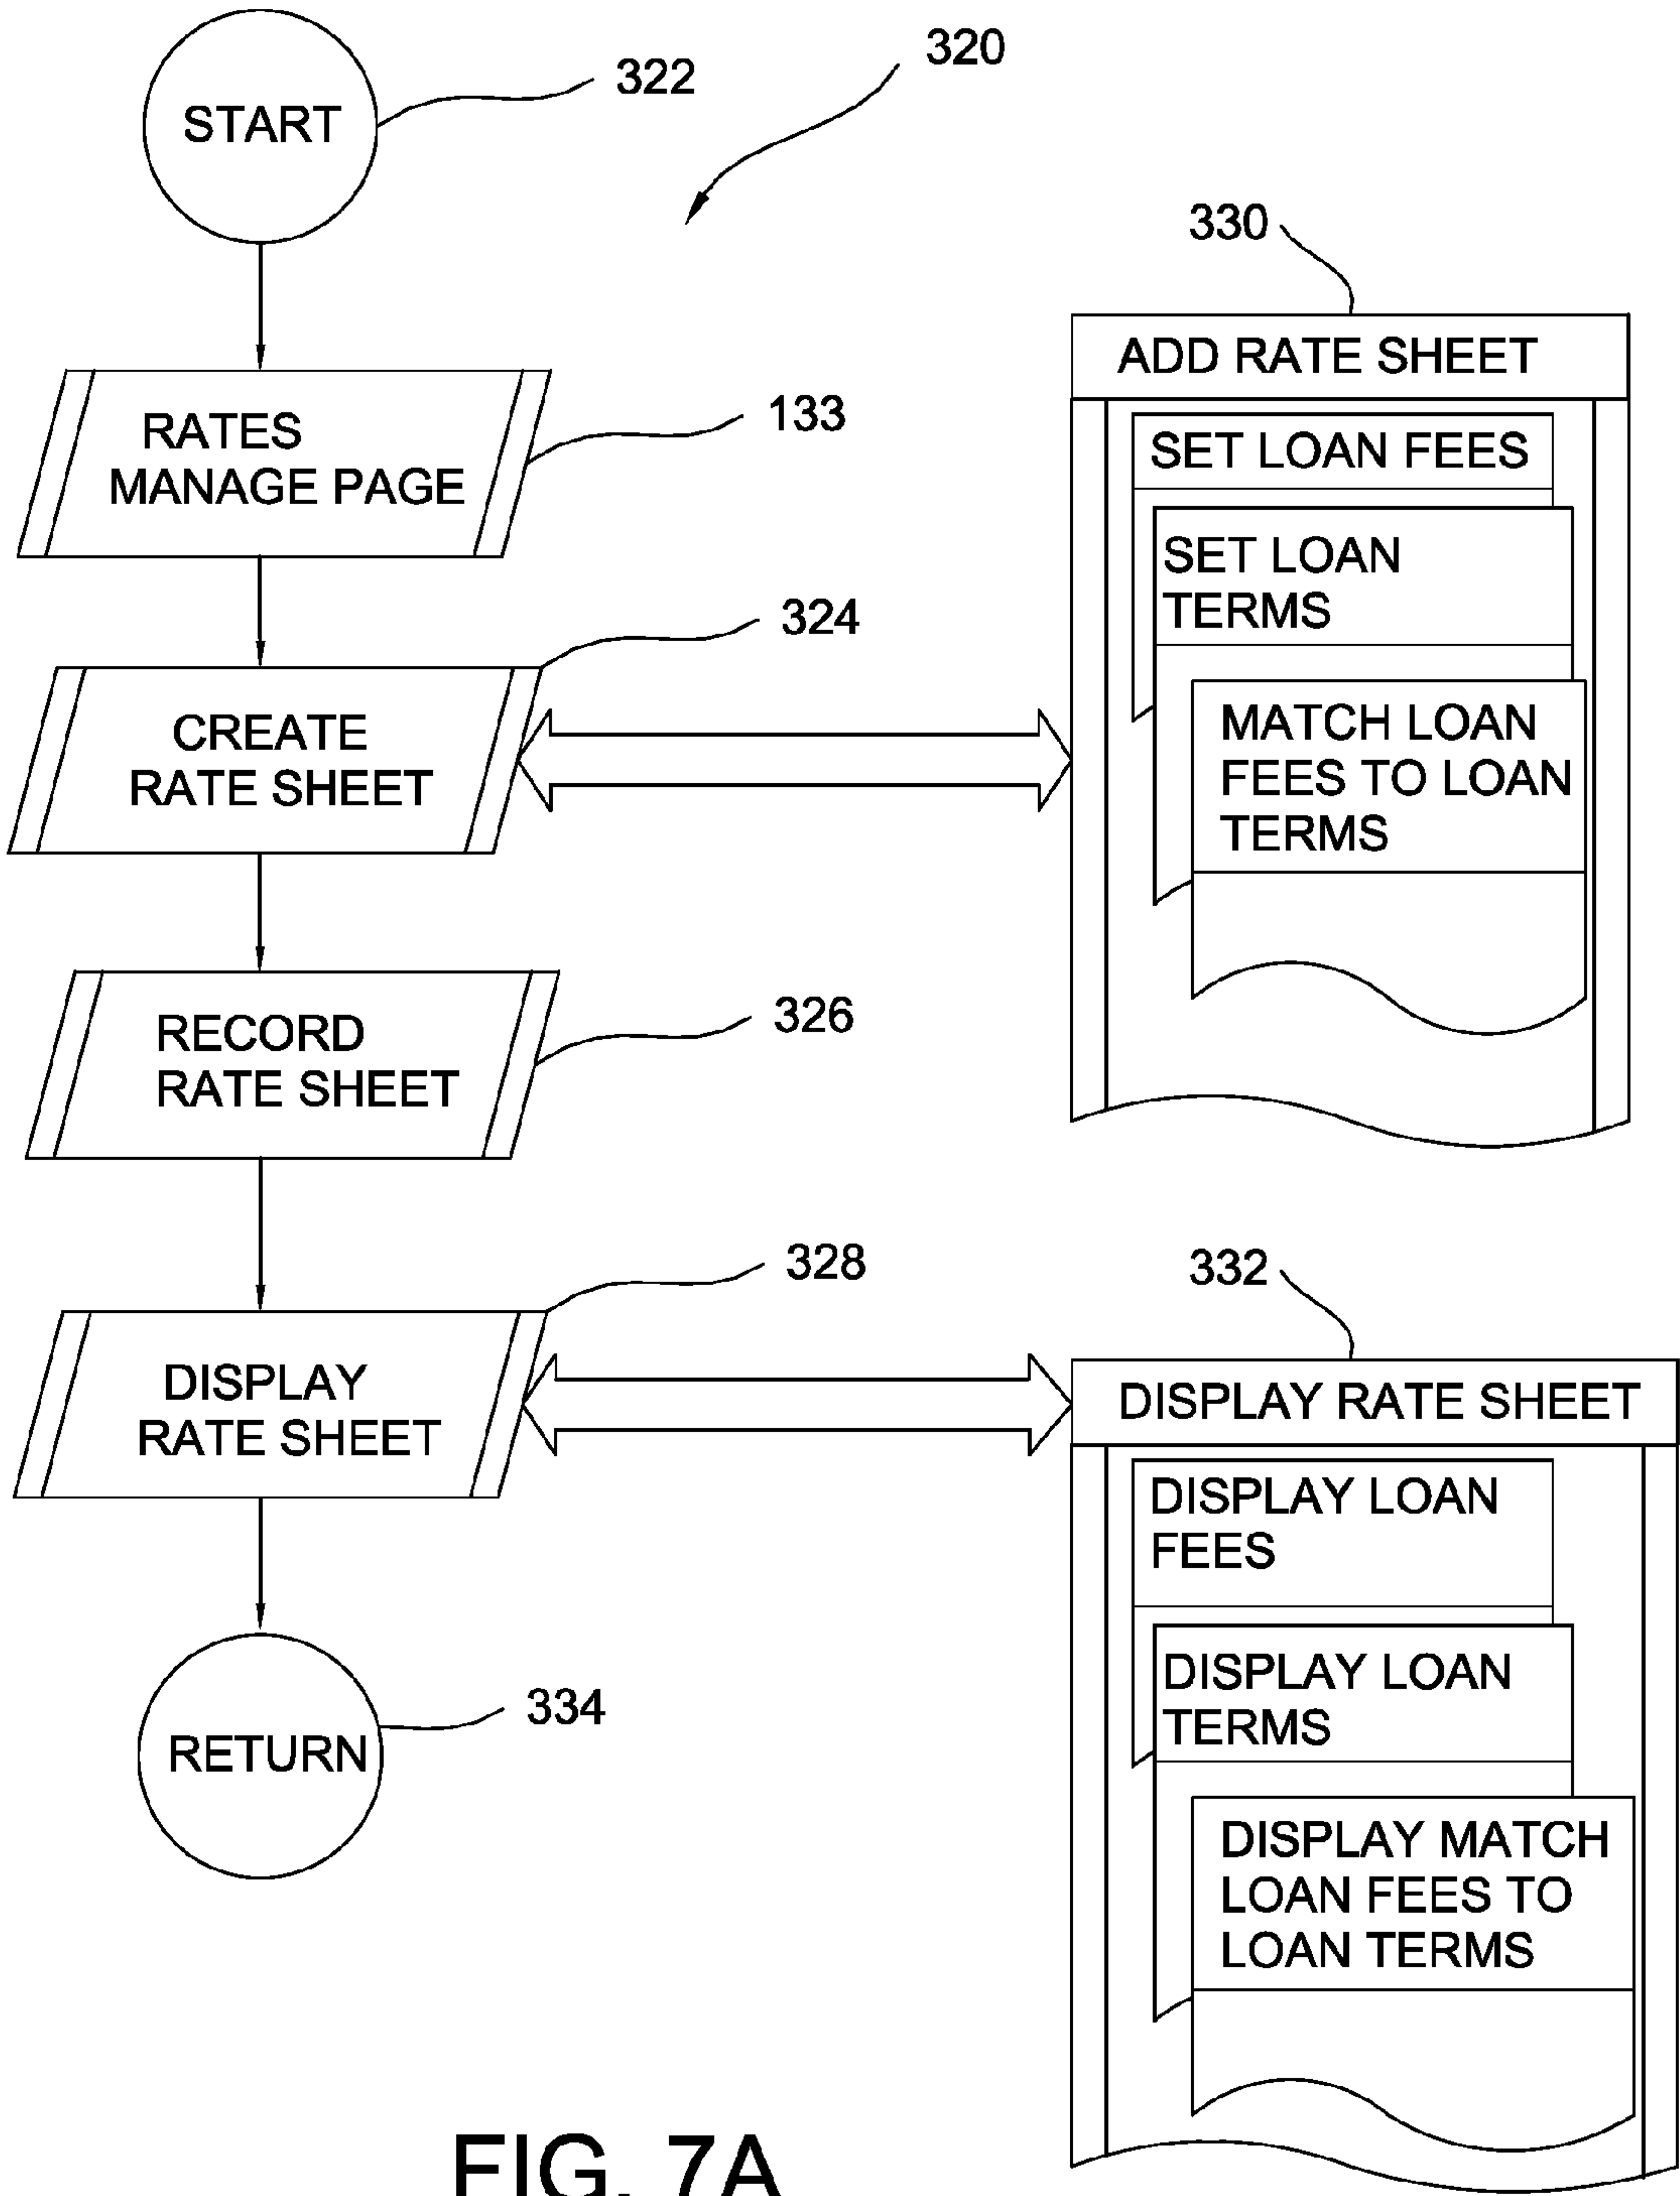 320
322
START
133
RATES
MANAGE PAGE
324
CREATE
RATE SHEET
326
RECORD
RATE SHEET
328
DISPLAY
RATE SHEET
334
RETURN
330
ADD RATE SHEET
SET LOAN FEES
SET LOAN
TERMS
MATCH LOAN
FEES TO LOAN
TERMS
332
DISPLAY RATE SHEET
DISPLAY LOAN
FEES
DISPLAY LOAN
TERMS
DISPLAY MATCH
LOAN FEES TO
LOAN TERMS
FIG. 7A